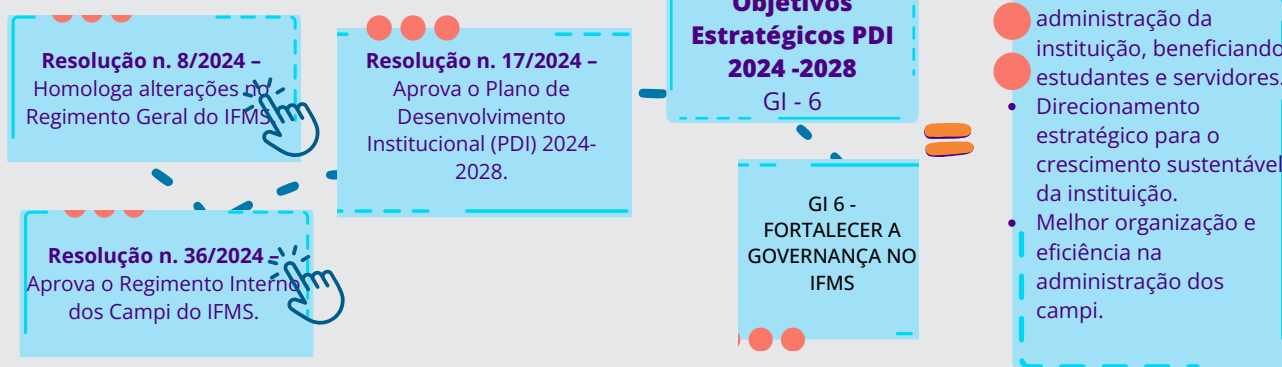 Resolução n. 8/2024 –
Homologa alterações no
Regimento Geral do IFMS.
Resolução n. 36/2024 –
Aprova o Regimento Interno
dos Campi do IFMS.
Resolução n. 17/2024 –
Aprova o Plano de
Desenvolvimento
Institucional (PDI) 2024-
2028.
Objetivos
Estratégicos PDI
2024 -2028
GI - 6
GI 6 -
FORTALECER A
GOVERNANÇA NO
IFMS
administração da
instituição, beneficiando
estudantes e servidores.
• Direcionamento
estratégico para o
crescimento sustentável
da instituição.
• Melhor organização e
eficiência na
administração dos
campi.